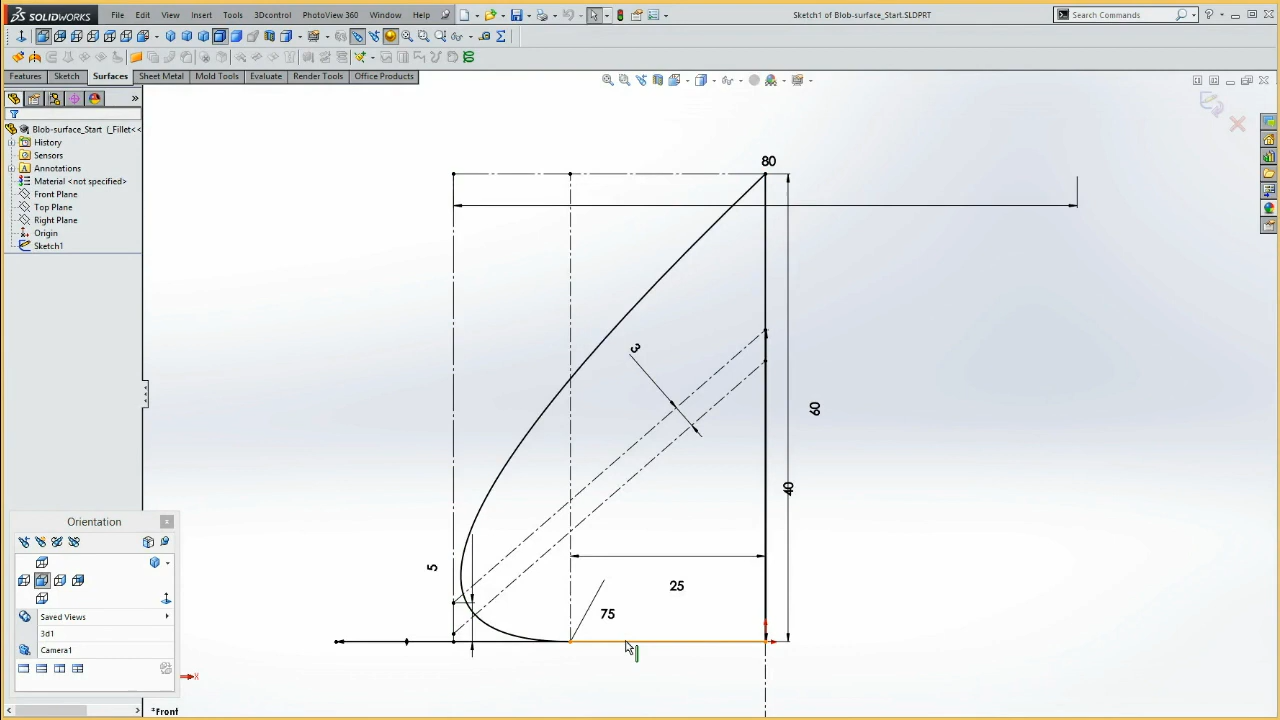 SOLIDWORKS
File Edit View Insert Tools 3Dcontrol PhotoView 360 Window Help
Sketch1 of Blob-surface_Start.SLDPRT
Search Commands
Features Sketch Surfaces Sheet Metal Mold Tools Evaluate Render Tools Office Products
Blob-surface_Start (_Fillet<<
History
Sensors
Annotations
Material <not specified>
Front Plane
Top Plane
Right Plane
Origin
Sketch1
80
3
60
40
5
25
75
Orientation
Saved Views
3d1
Camera1
X
*Front